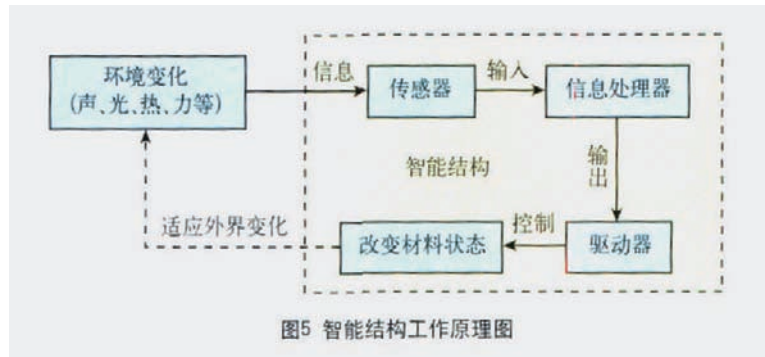 环境变化
(声、光、热、力等)
信息
传感器
输入
信息处理器
智能结构
输出
适应外界变化
改变材料状态
控制
驱动器
图5 智能结构工作原理图